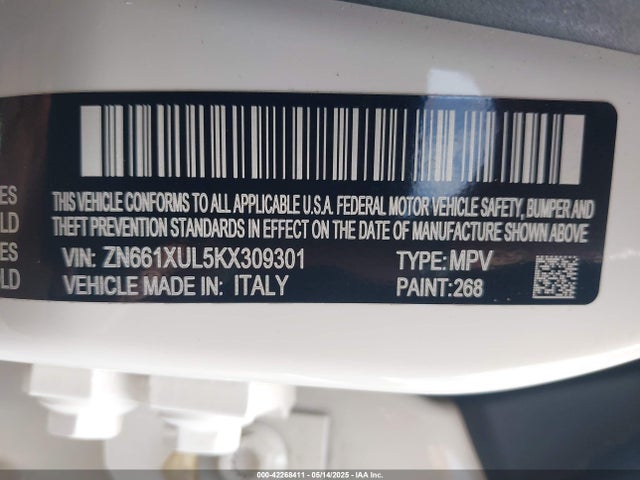 THIS VEHICLE CONFORMS TO ALL APPLICABLE U.S.A. FEDERAL MOTOR VEHICLE SAFETY, BUMPER AND
THEFT PREVENTION STANDARDS IN EFFECT ON THE DATE OF MANUFACTURE SHOWN ABOVE
VIN: ZN661XUL5KX309301 TYPE: MPV
VEHICLE MADE IN: ITALY PAINT: 268
ES
OLD
ES
OLD
000-42268411 - 05/14/2025 - IAA Inc.